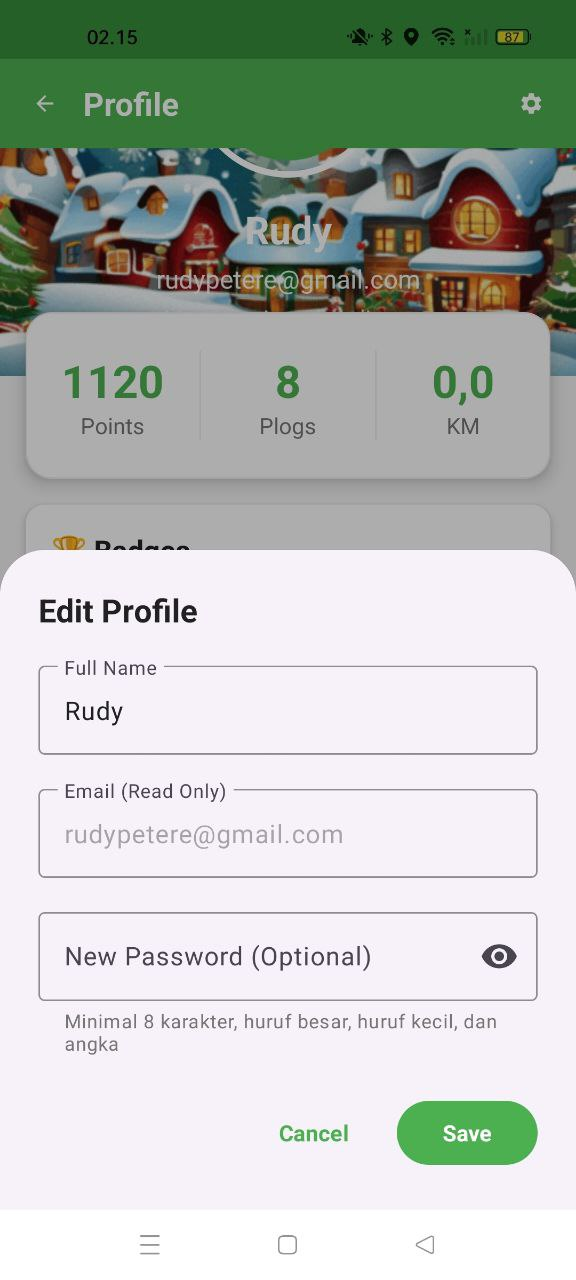 02.15
87
Profile
Rudy
rudypetere@gmail.com
1120
8
0,0
Points
Plogs
KM
Badges
Edit Profile
Full Name
Rudy
Email (Read Only)
rudypetere@gmail.com
New Password (Optional)
Minimal 8 karakter, huruf besar, huruf kecil, dan
angka
Cancel
Save